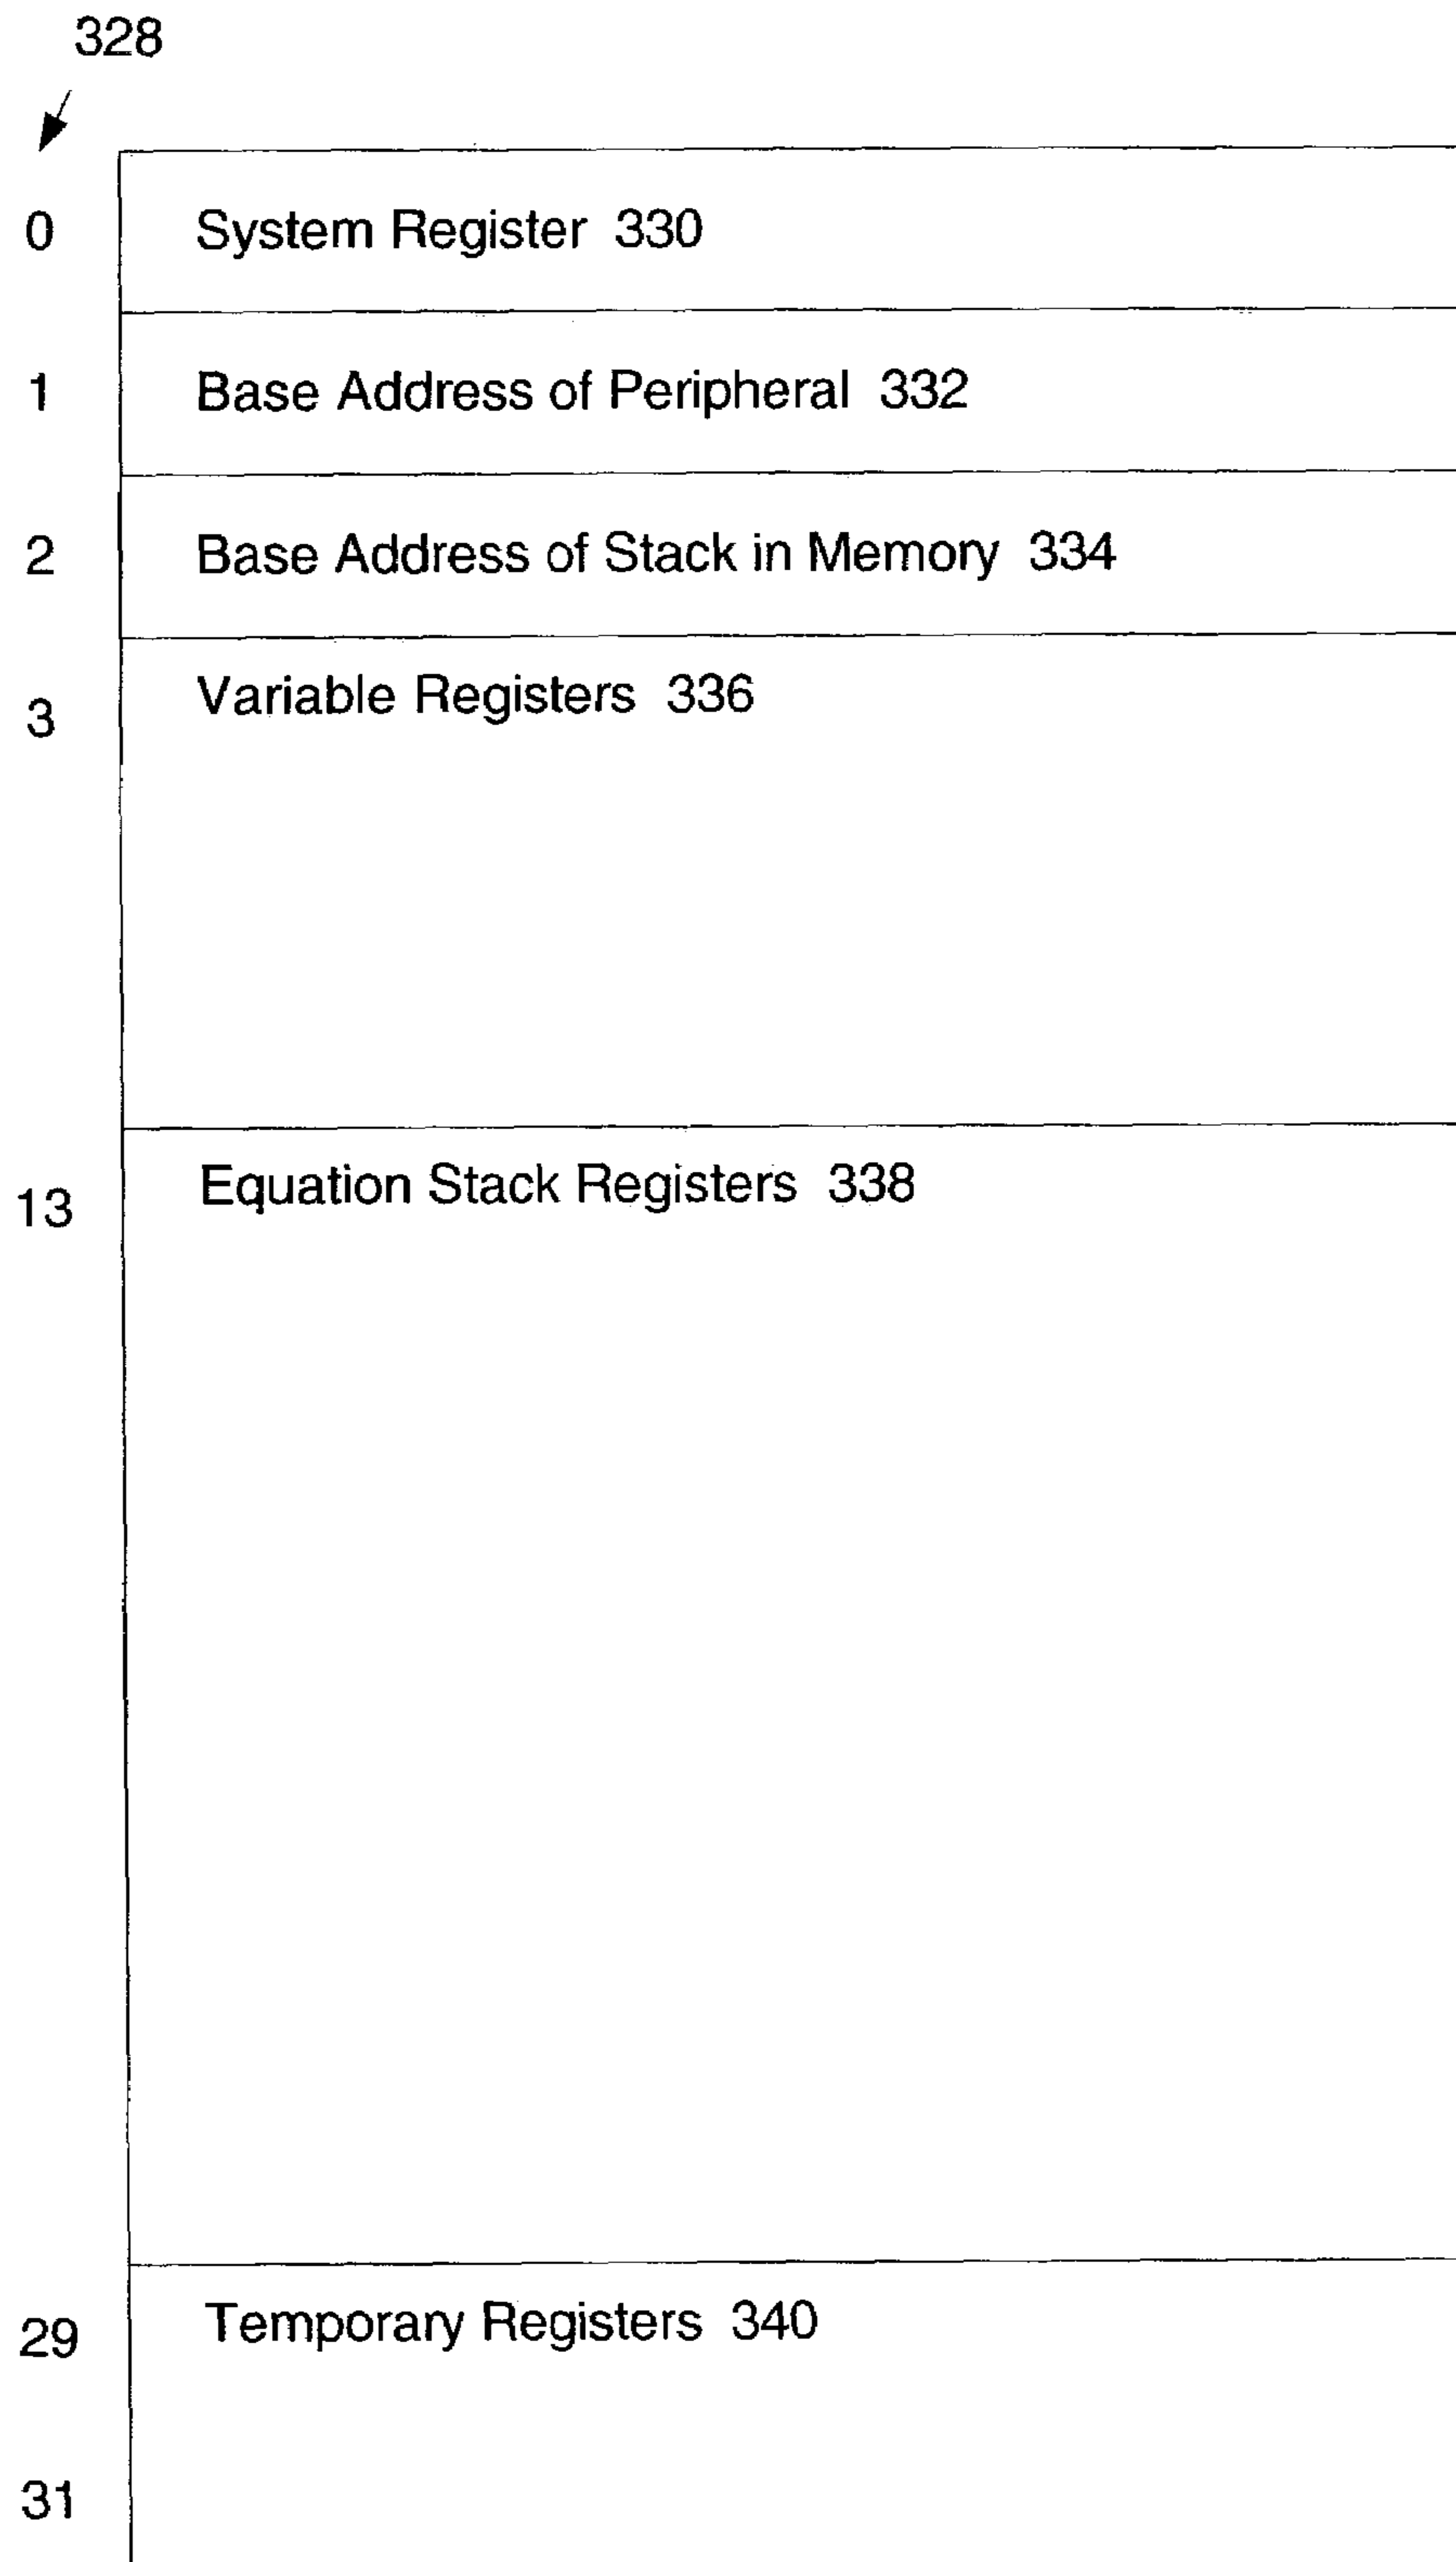 328
0 System Register 330
1 Base Address of Peripheral 332
2 Base Address of Stack in Memory 334
3 Variable Registers 336
13 Equation Stack Registers 338
29 Temporary Registers 340
31